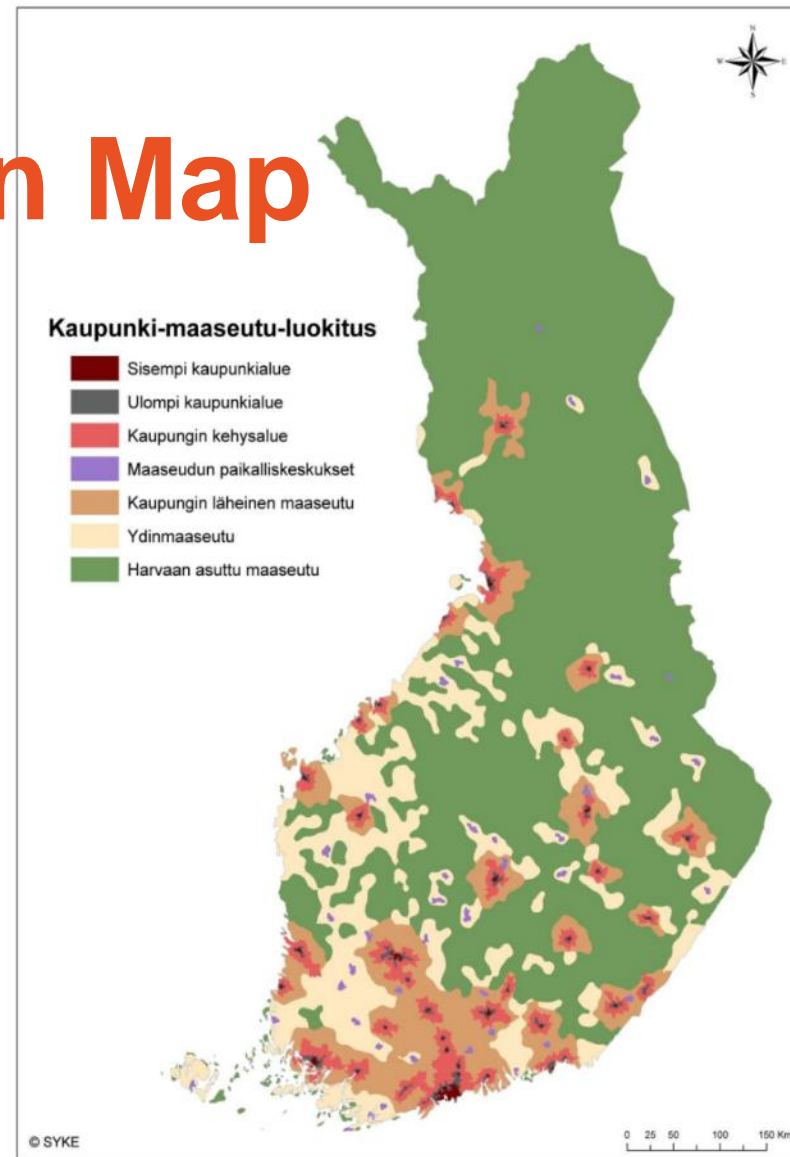 n Map
N
W
E
S
Kaupunki-maaseutu-luokitus
Sisempi kaupunkialue
Ulompi kaupunkialue
Kaupungin kehysalue
Maaseudun paikalliskeskukset
Kaupungin läheinen maaseutu
Ydinmaaseutu
Harvaan asuttu maaseutu
© SYKE
0 25 50 100 150 Km